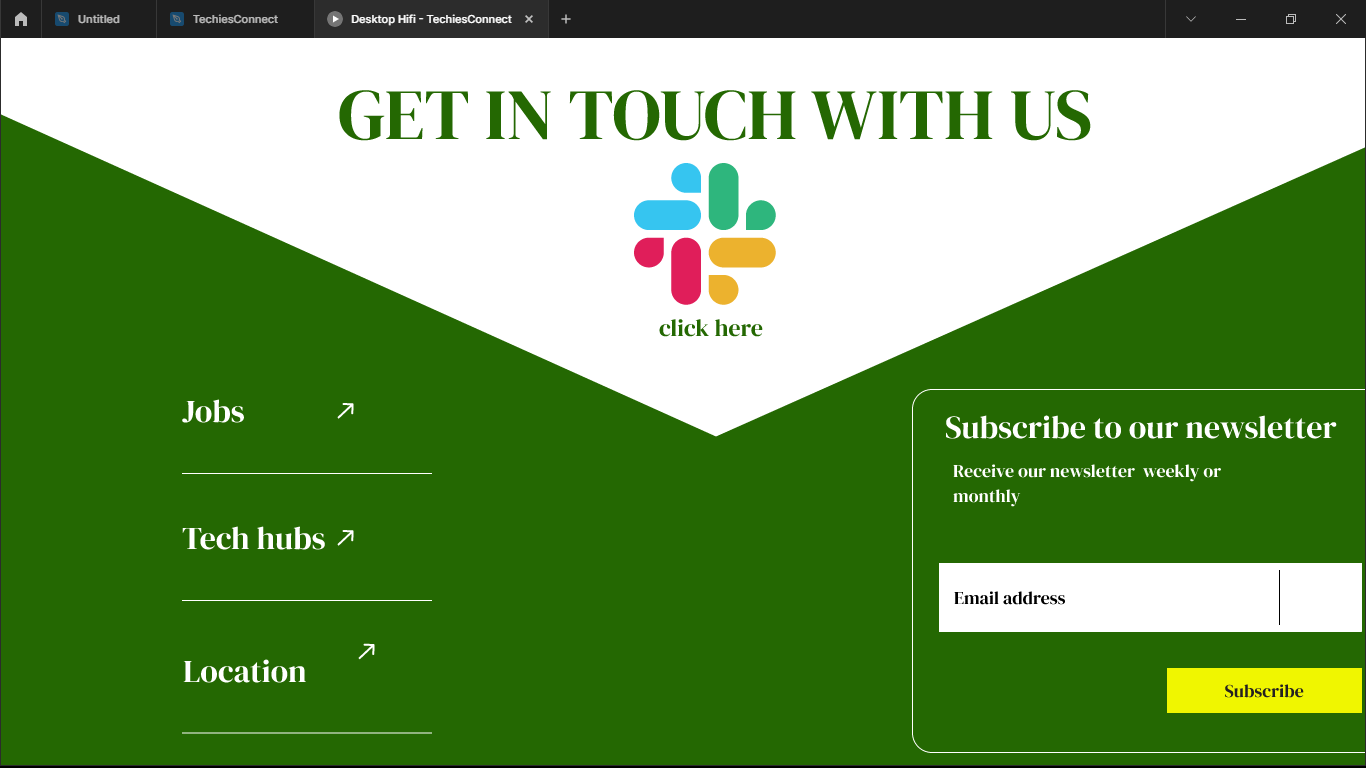 Untitled
TechiesConnect
Desktop Hifi - TechiesConnect
GET IN TOUCH WITH US
click here
Jobs
Tech hubs
Location
Subscribe to our newsletter
Receive our newsletter  weekly or
monthly
Email address
Subscribe